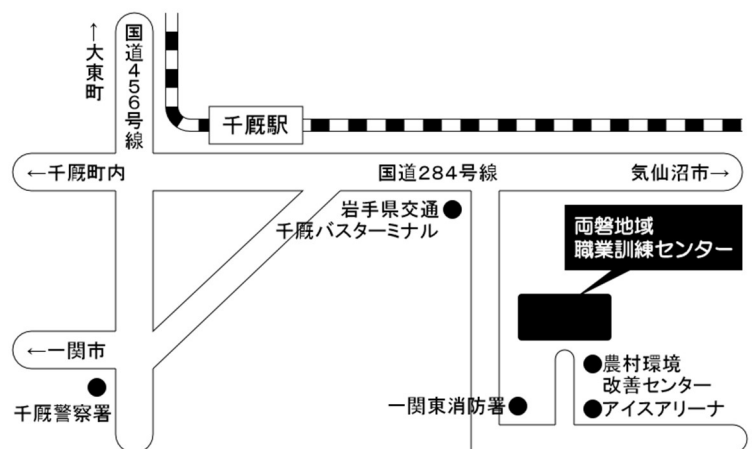 ←大東町
国道456号線
千厩駅
←千厩町内
国道284号線
気仙沼市→
岩手県交通
千厩バスターミナル
両磐地域
職業訓練センター
←一関市
千厩警察署
一関東消防署
農村環境
改善センター
アイスアリーナ